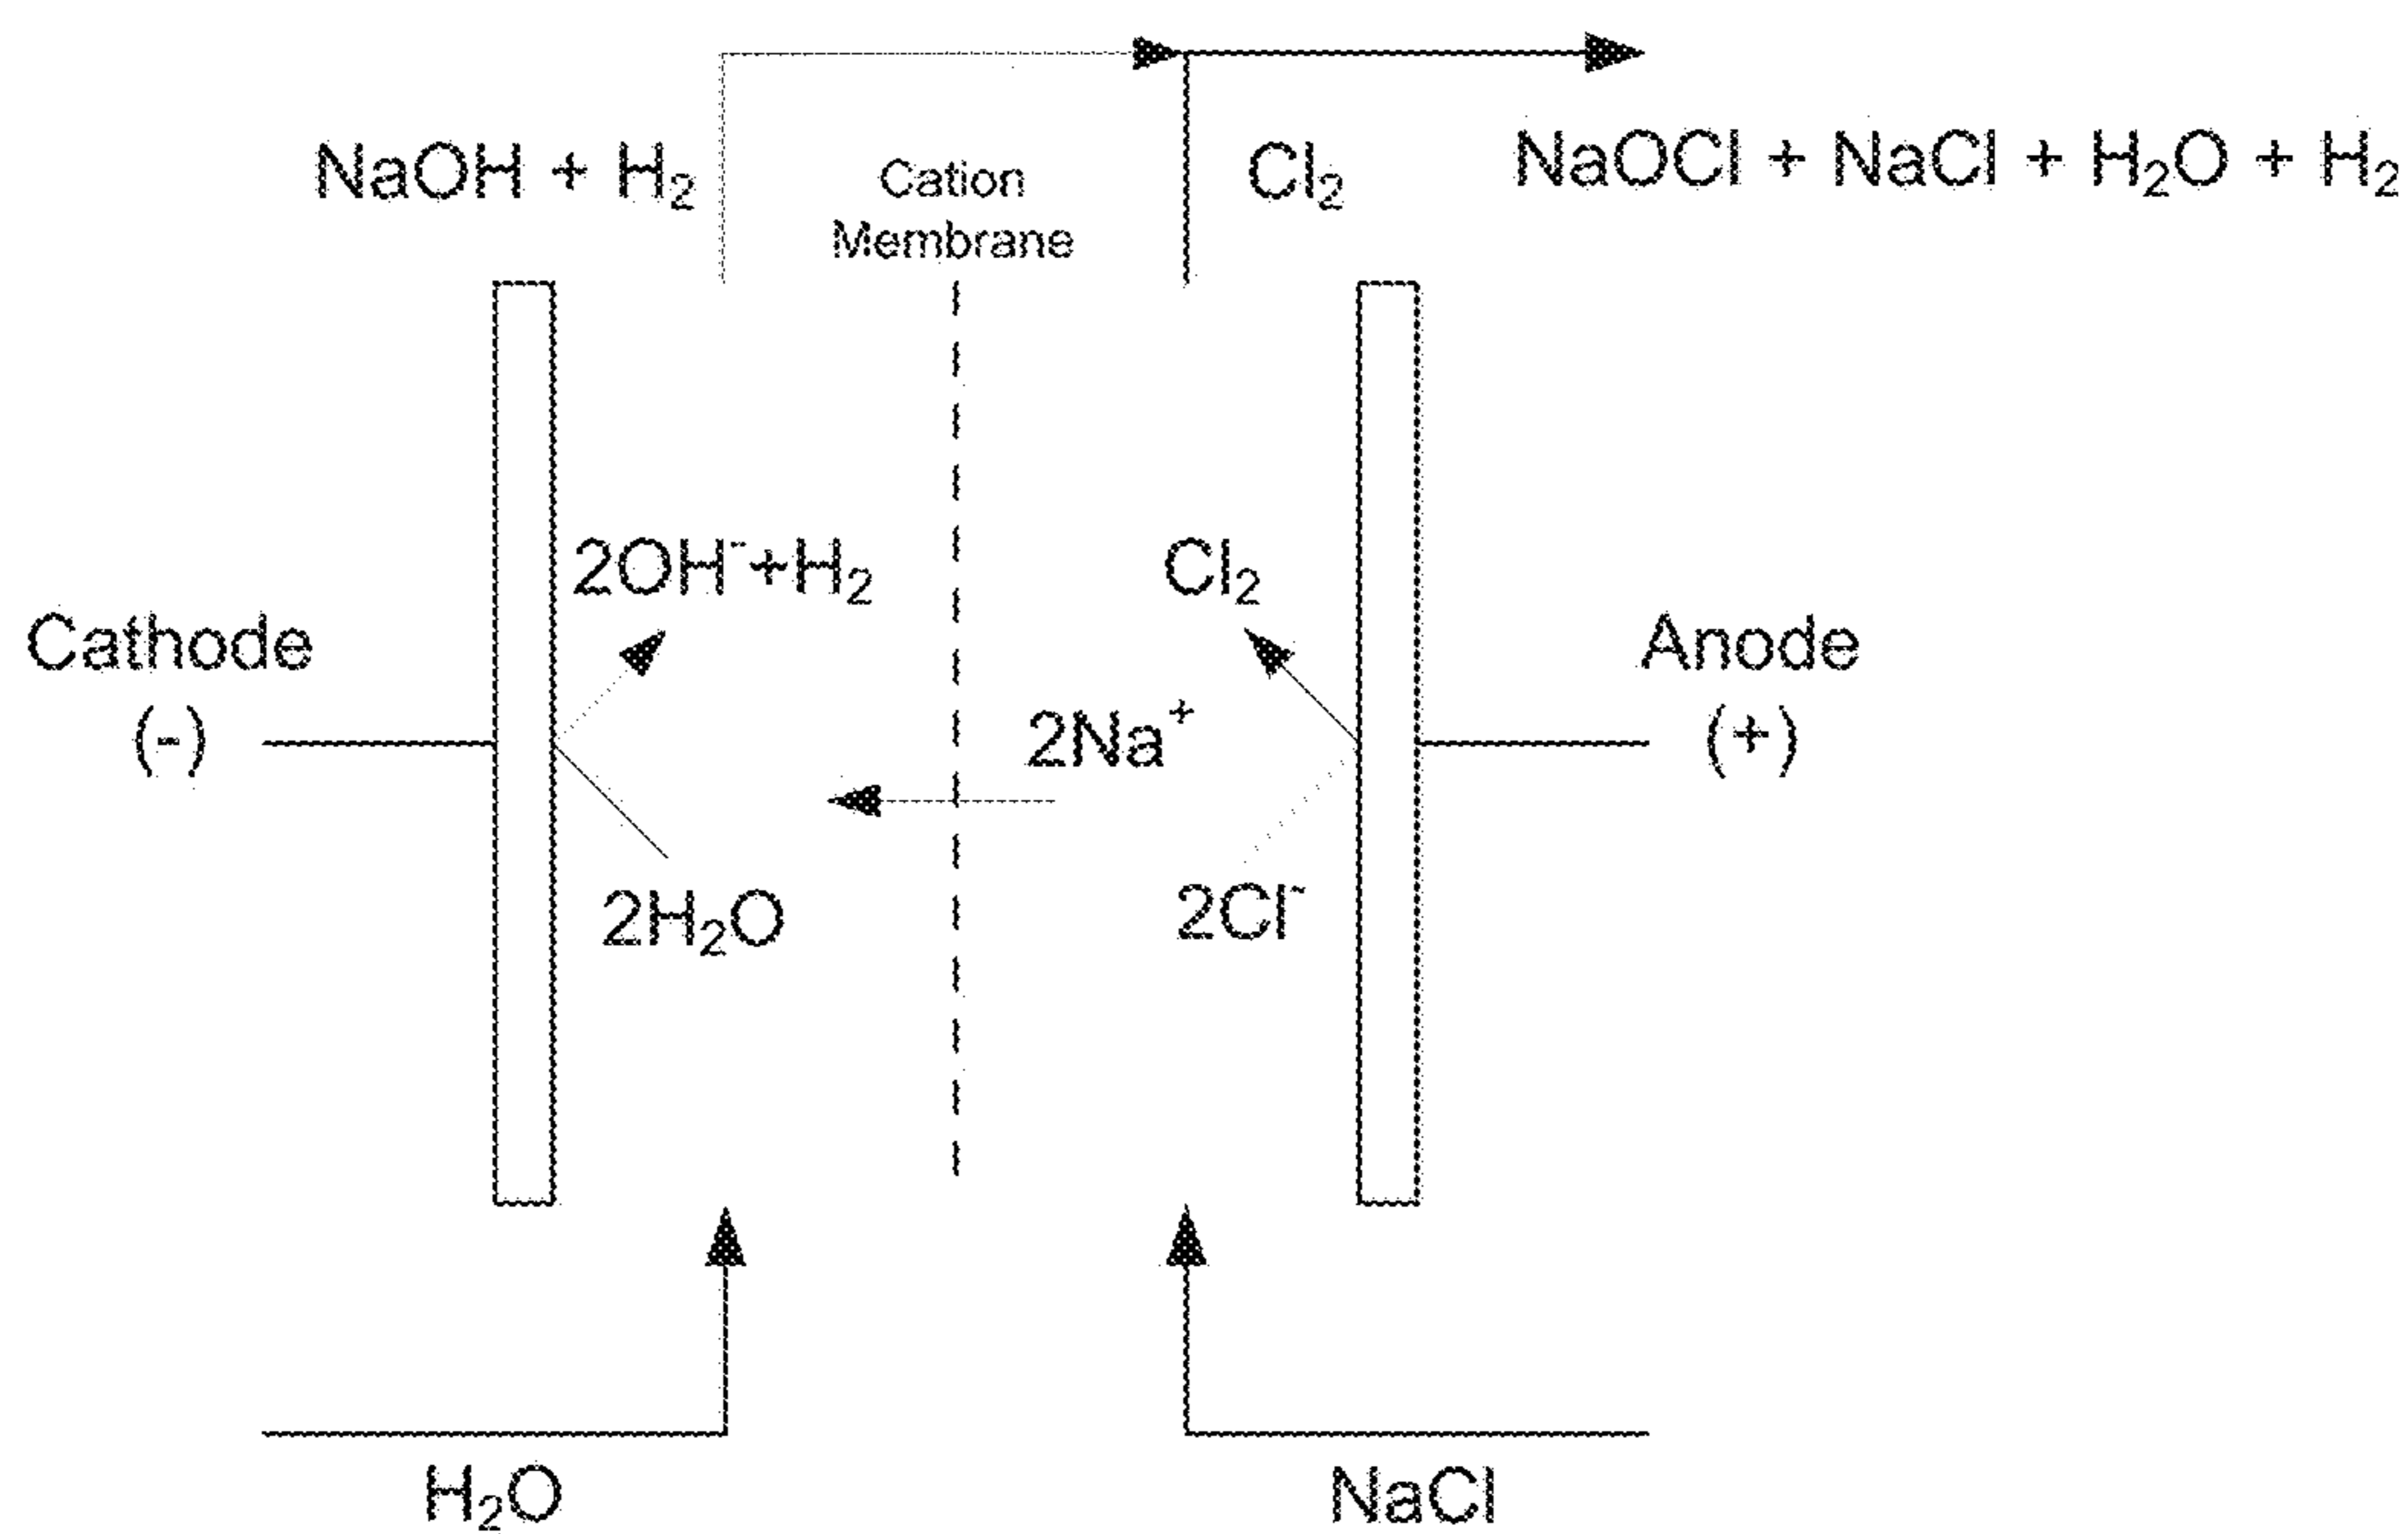 NaOH + H₂
Cation
Membrane
Cl₂
NaOCl + NaCl + H₂O + H₂
2OH⁻+H₂
Cl₂
Cathode
(-)
2Na⁺
Anode
(+)
2H₂O
2Cl⁻
H₂O
NaCl